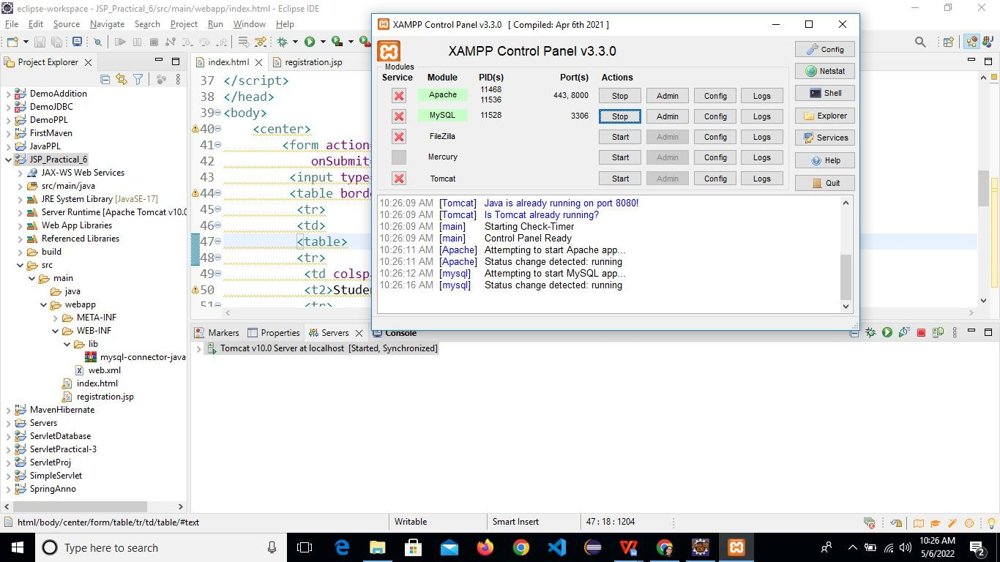 eclipse-workspace - JSP_Practical_6/src/main/webapp/index.html - Eclipse IDE
File Edit Source Navigate Search Project Run Window Help
Project Explorer
DemoAddition
DemoJDBC
DemoPPL
FirstMaven
JavaPPL
JSP_Practical_6
JAX-WS Web Services
src/main/java
JRE System Library [JavaSE-17]
Server Runtime [Apache Tomcat v10.0
Web App Libraries
Referenced Libraries
build
src
main
java
webapp
META-INF
WEB-INF
lib
mysql-connector-java
web.xml
index.html
registration.jsp
MavenHibernate
Servers
ServletDatabase
ServletPractical-3
ServletProj
SimpleServlet
SpringAnno
index.html registration.jsp
37 </script>
38 </head>
39 <body>
40 <center>
41 <form action=
42 onSubmit=
43 <input type=
44 <table borde
45 <tr>
46 <td>
47 <table>
48 <tr>
49 <td colspa
50 <t2>Studen
51 <tr>
XAMPP Control Panel v3.3.0 [ Compiled: Apr 6th 2021 ]
XAMPP Control Panel v3.3.0
Modules
Service Module PID(s) Port(s) Actions
Apache 11468 11536 443, 8000 Stop Admin Config Logs
MySQL 11528 3306 Stop Admin Config Logs
FileZilla Start Admin Config Logs
Mercury Start Admin Config Logs
Tomcat Start Admin Config Logs
Config
Netstat
Shell
Explorer
Services
Help
Quit
10:26:09 AM [Tomcat] Java is already running on port 8080!
10:26:09 AM [Tomcat] Is Tomcat already running?
10:26:09 AM [main] Starting Check-Timer
10:26:09 AM [main] Control Panel Ready
10:26:11 AM [Apache] Attempting to start Apache app...
10:26:11 AM [Apache] Status change detected: running
10:26:12 AM [mysql] Attempting to start MySQL app...
10:26:16 AM [mysql] Status change detected: running
Markers Properties Servers Console
Tomcat v10.0 Server at localhost [Started, Synchronized]
html/body/center/form/table/tr/td/table/#text Writable Smart Insert 47 : 18 : 1204
Type here to search
10:26 AM
5/6/2022
2